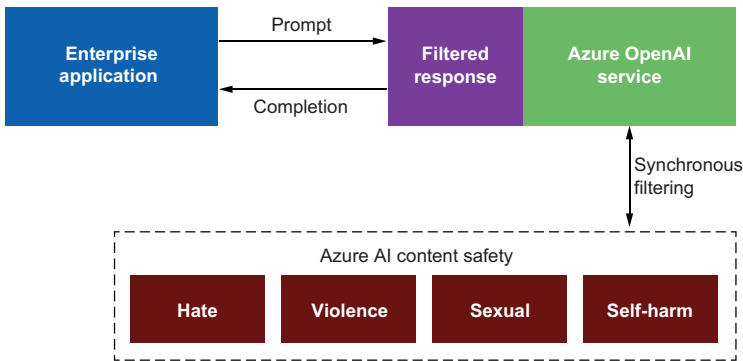 Prompt
Enterprise
application
Filtered
response
Azure OpenAI
service
Completion
Synchronous
filtering
Azure AI content safety
Hate
Violence
Sexual
Self-harm